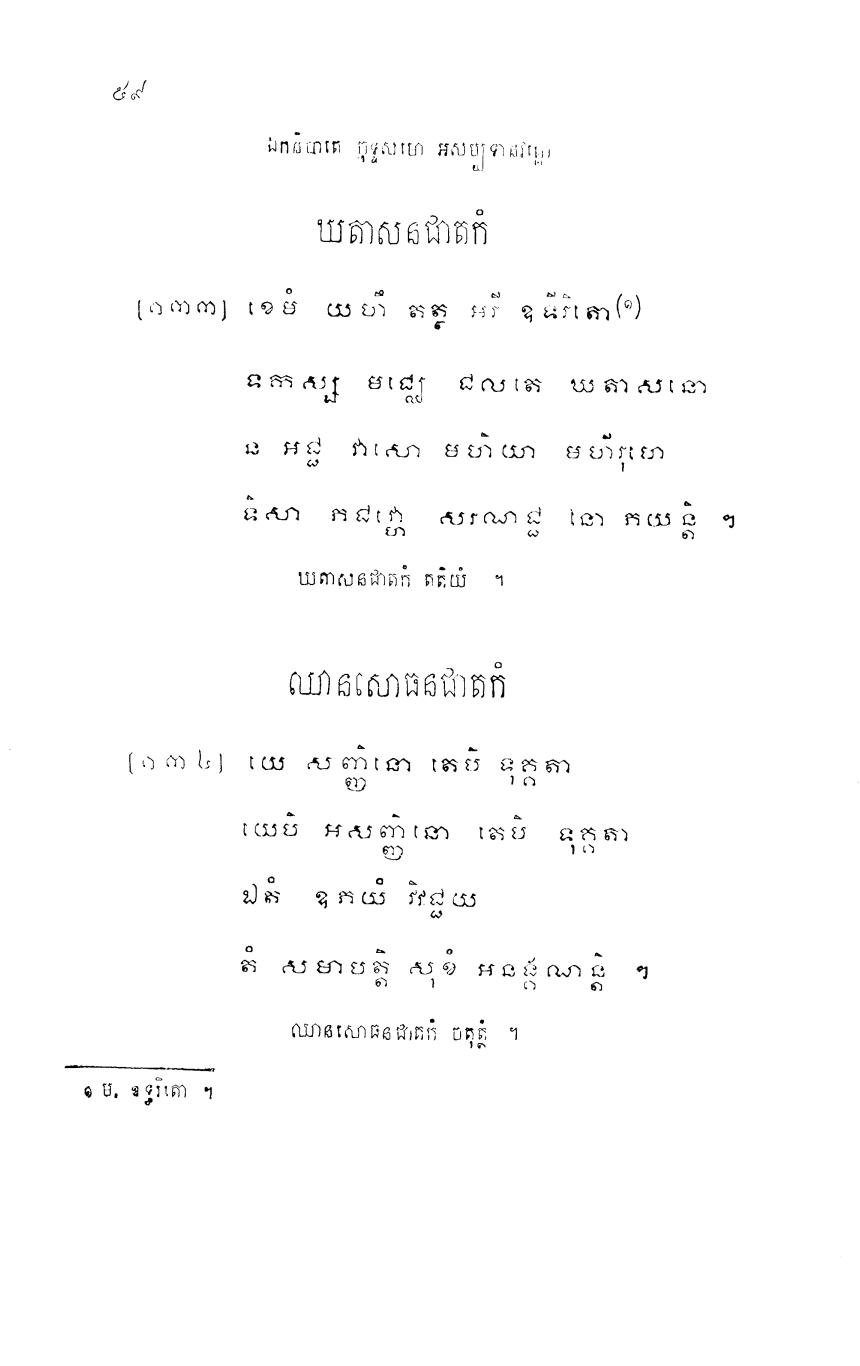 ៥៩
ឯកនិបាតេ កុទ្ទសហេ អសម្បទានវគ្គោ
ឃតាសនជាតកំ
[១៣៣] ខេមំ យហឹ តត្ថ អរី ឧទីរិតោ(១)
ទកស្ស មជ្ឈេ ជលតេ ឃតាសនោ
ន អជ្ជ វាសោ មហិយា មហីរុហេ
ទិសា ភជវ្ហោ សរណាជ្ជ នោ ភយន្តិ ។
ឃតាសនជាតកំ តតិយំ ។
ឈានសោធនជាតកំ
[១៣៤] យេ សញ្ញិនោ តេបិ ទុគ្គតា
យេបិ អសញ្ញិនោ តេបិ ទុគ្គតា
ឯតំ ឧភយំ វិវជ្ជយ
តំ សមាបត្តិ សុខំ អនង្គណន្តិ ។
ឈានសោធនជាតកំ ចតុត្ថំ ។
១ ម. ឧទ្ទរិតោ ។